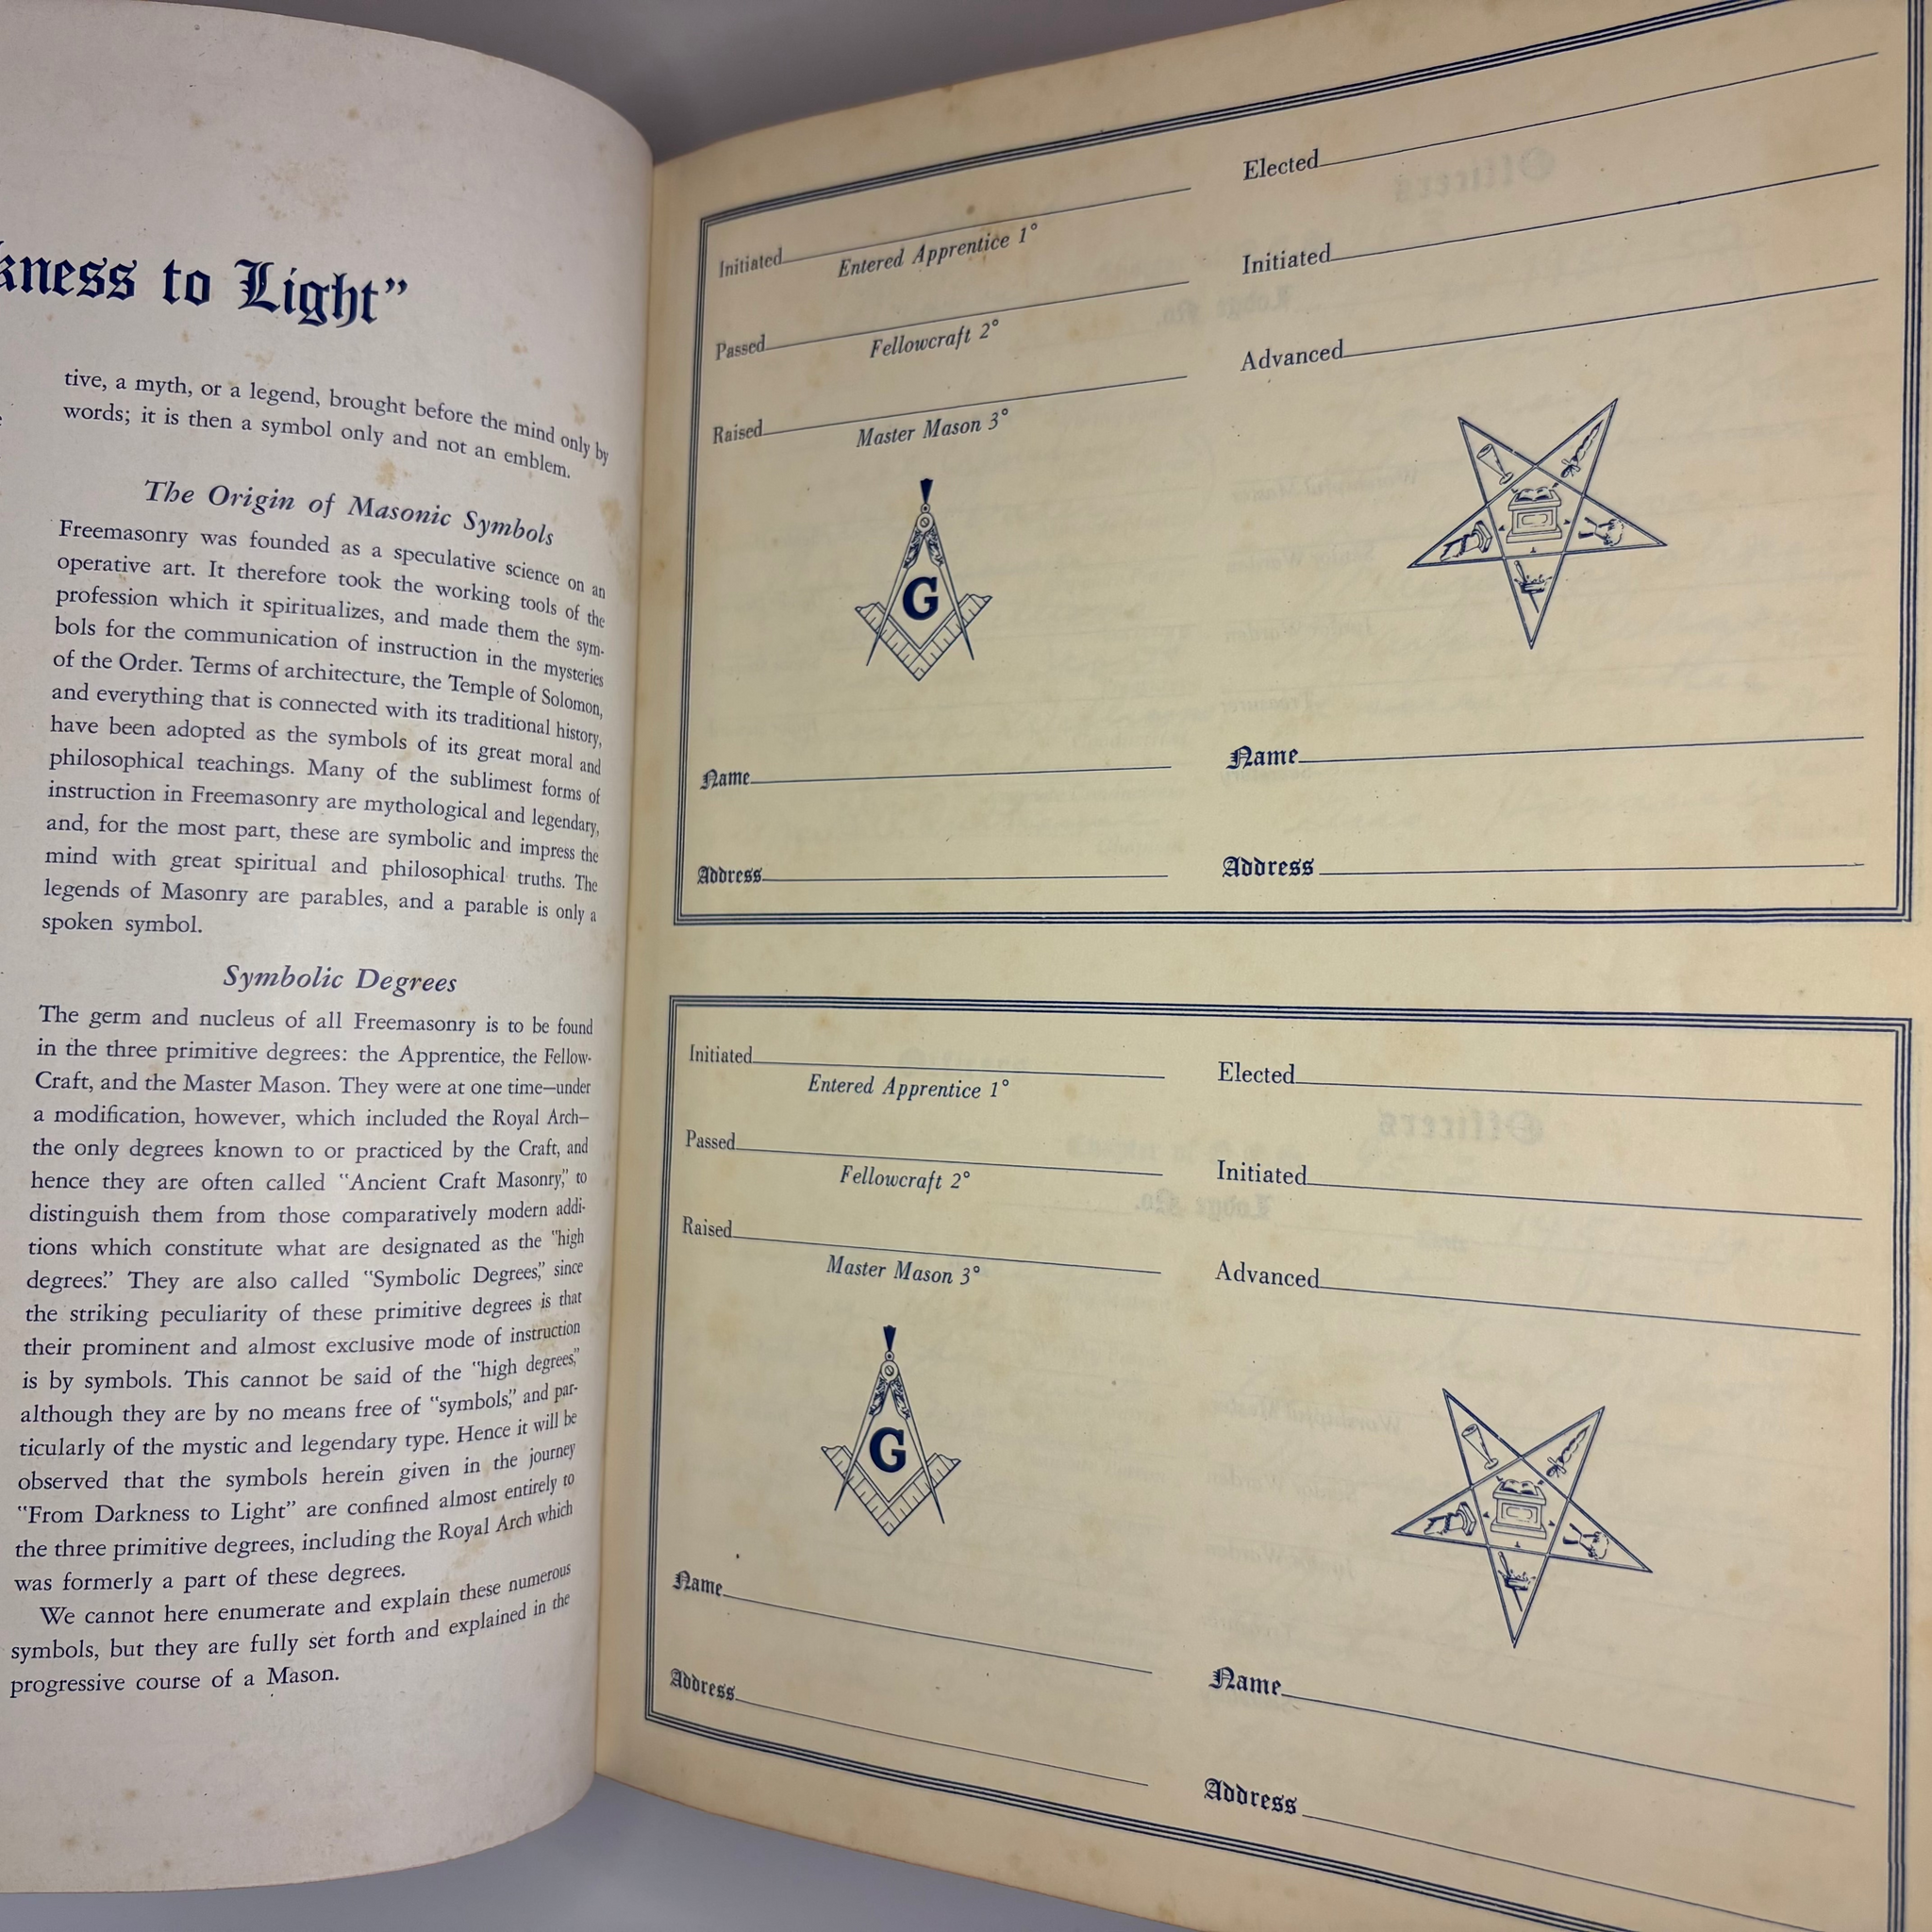 kness to Light”
tive, a myth, or a legend, brought before the mind only by
words; it is then a symbol only and not an emblem.
The Origin of Masonic Symbols
Freemasonry was founded as a speculative science on an
operative art. It therefore took the working tools of the
profession which it spiritualizes, and made them the sym-
bols for the communication of instruction in the mysteries
of the Order. Terms of architecture, the Temple of Solomon,
and everything that is connected with its traditional history,
have been adopted as the symbols of its great moral and
philosophical teachings. Many of the sublimest forms of
instruction in Freemasonry are mythological and legendary,
and, for the most part, these are symbolic and impress the
mind with great spiritual and philosophical truths. The
legends of Masonry are parables, and a parable is only a
spoken symbol.
Symbolic Degrees
The germ and nucleus of all Freemasonry is to be found
in the three primitive degrees: the Apprentice, the Fellow-
Craft, and the Master Mason. They were at one time—under
a modification, however, which included the Royal Arch—
the only degrees known to or practiced by the Craft, and
hence they are often called "Ancient Craft Masonry," to
distinguish them from those comparatively modern addi-
tions which constitute what are designated as the "high
degrees." They are also called "Symbolic Degrees," since
the striking peculiarity of these primitive degrees is that
their prominent and almost exclusive mode of instruction
is by symbols. This cannot be said of the "high degrees,"
although they are by no means free of "symbols," and par-
ticularly of the mystic and legendary type. Hence it will be
observed that the symbols herein given in the journey
"From Darkness to Light" are confined almost entirely to
the three primitive degrees, including the Royal Arch which
was formerly a part of these degrees.
We cannot here enumerate and explain these numerous
symbols, but they are fully set forth and explained in the
progressive course of a Mason.
Initiated
Entered Apprentice 1°
Passed
Fellowcraft 2°
Raised
Master Mason 3°
G
Name
Address
Elected
Initiated
Advanced
Name
Address
Initiated
Entered Apprentice 1°
Passed
Fellowcraft 2°
Raised
Master Mason 3°
G
Name
Address
Elected
Initiated
Advanced
Name
Address